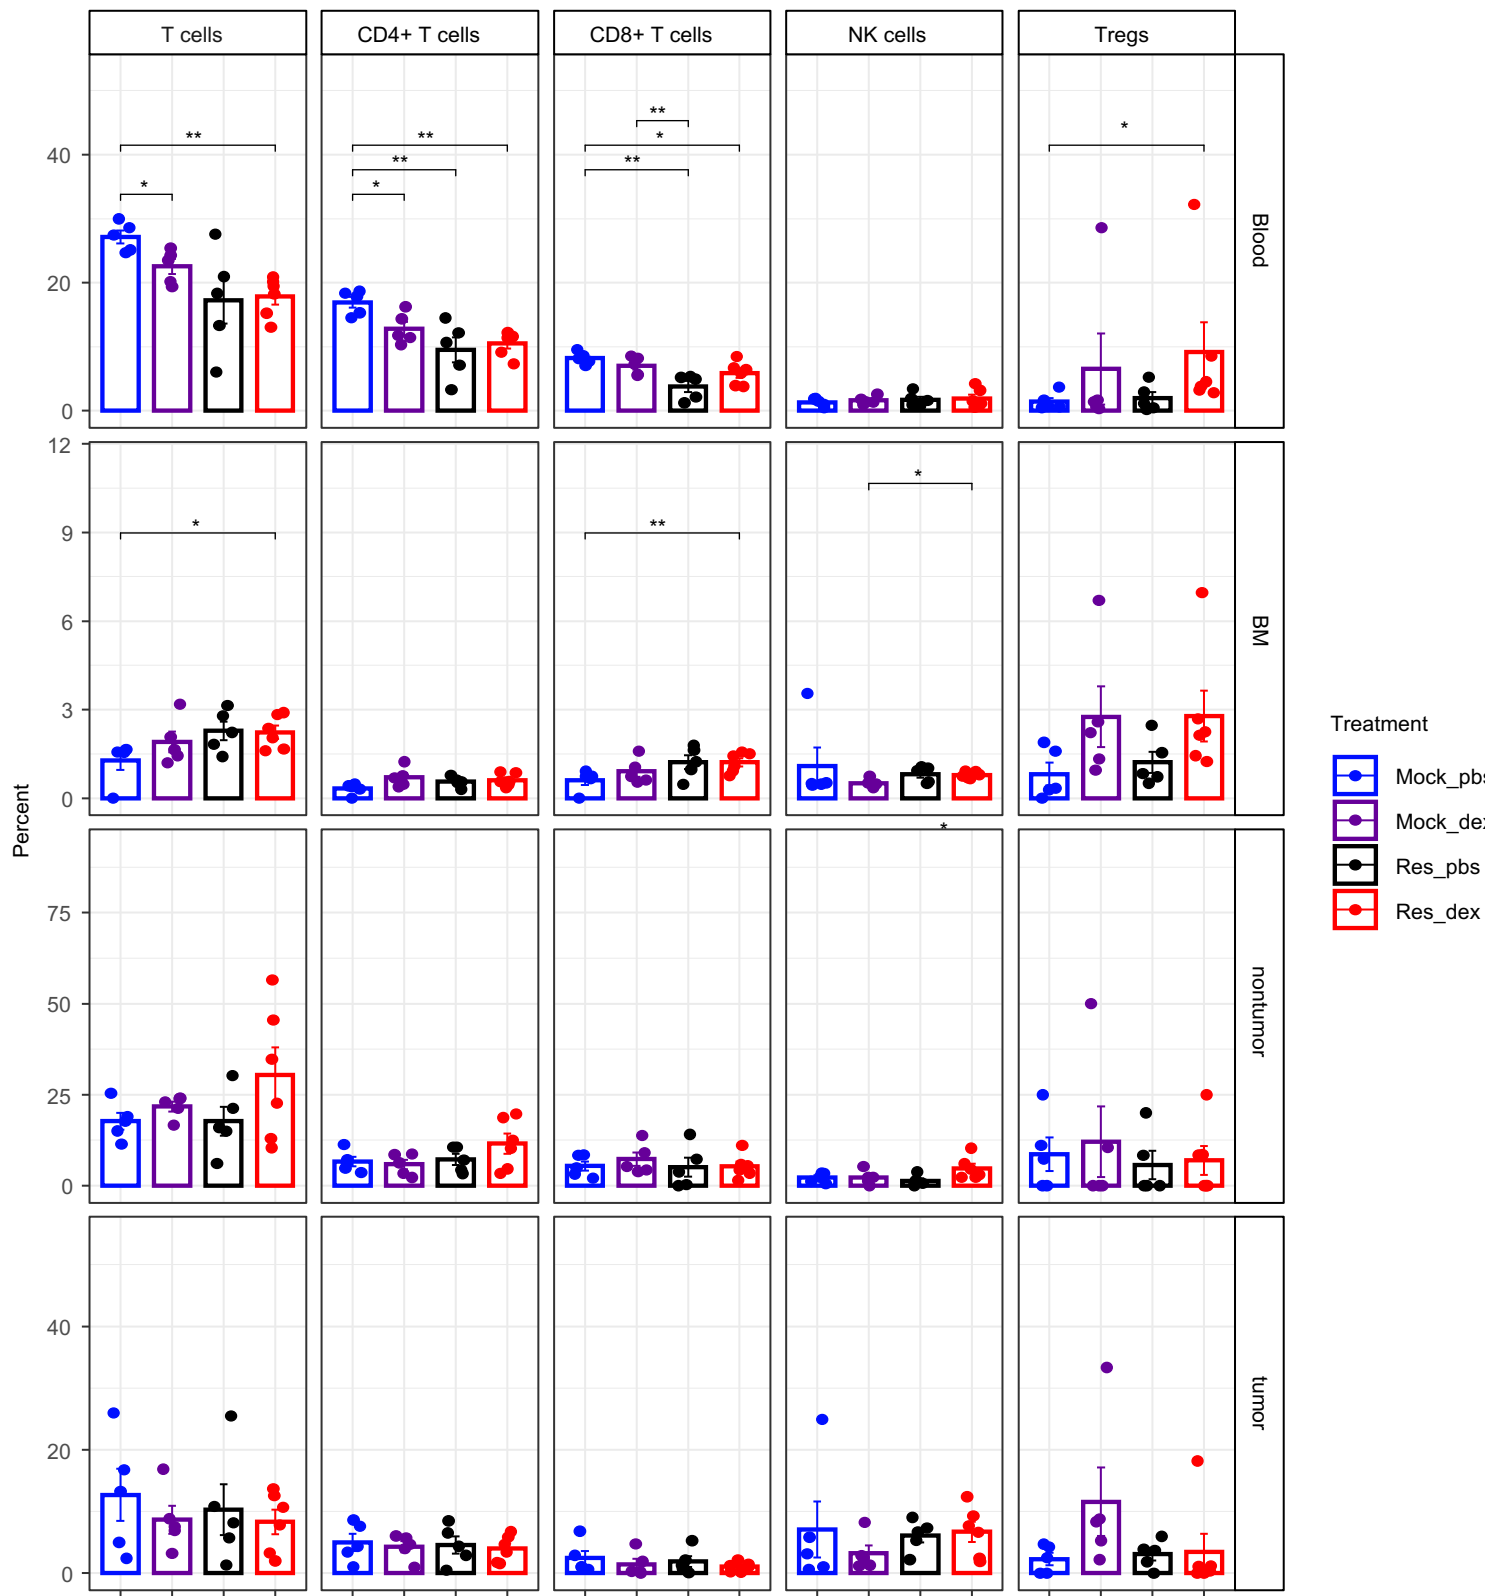 T cells
CD4+ T cells
CD8+ T cells
NK cells
Tregs
**
*
40
20
0
**
**
*
**
*
**
*
Blood
12
9
6
3
0
*
**
*
BM
Percent
75
50
25
0
*
nontumor
40
20
0
tumor
Treatment
Mock_pbs
Mock_dex
Res_pbs
Res_dex